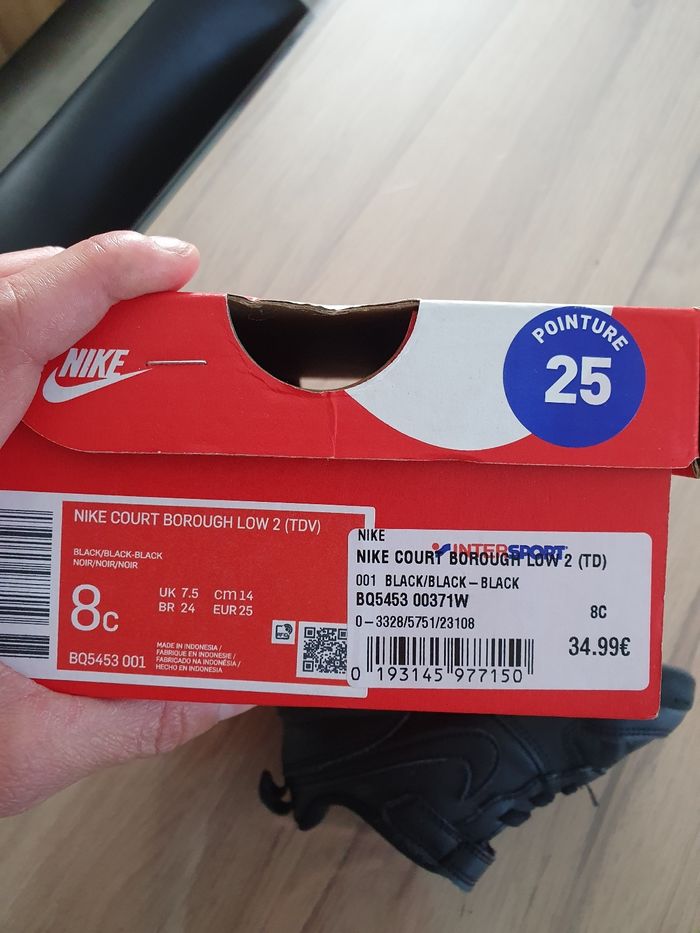 POINTURE
25
NIKE
NIKE COURT BOROUGH LOW 2 (TDV)
BLACK/BLACK-BLACK
NOIR/NOIR/NOIR
8C
UK 7.5 cm 14
BR 24 EUR 25
MADE IN INDONESIA/
FABRIQUE EN INDONESIE/
FABRICADO NA INDONÉSIA/
HECHO EN INDONESIA
BQ5453 001
NIKE
INTERSPORT
NIKE COURT BOROUGH LOW 2 (TD)
001 BLACK/BLACK-BLACK
BQ5453 00371W
8C
0-3328/5751/23108
34.99€
0 193145 977150